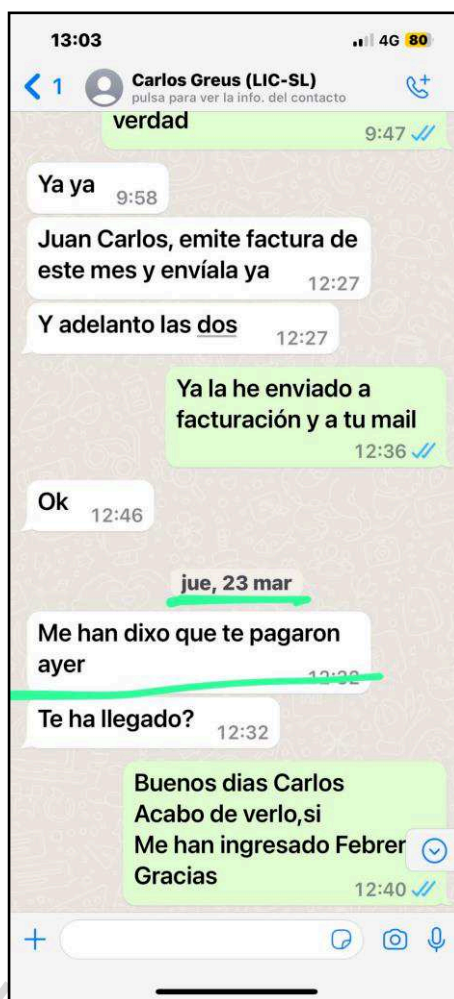 13:03
4G 80
1 Carlos Greus (LIC-SL)
pulsa para ver la info. del contacto
verdad
9:47
Ya ya
9:58
Juan Carlos, emite factura de
este mes y envíala ya
12:27
Y adelanto las dos
12:27
Ya la he enviado a
facturación y a tu mail
12:36
Ok
12:46
jue, 23 mar
Me han dixo que te pagaron
ayer
12:32
Te ha llegado?
12:32
Buenos dias Carlos
Acabo de verlo,si
Me han ingresado Febrer
Gracias
12:40